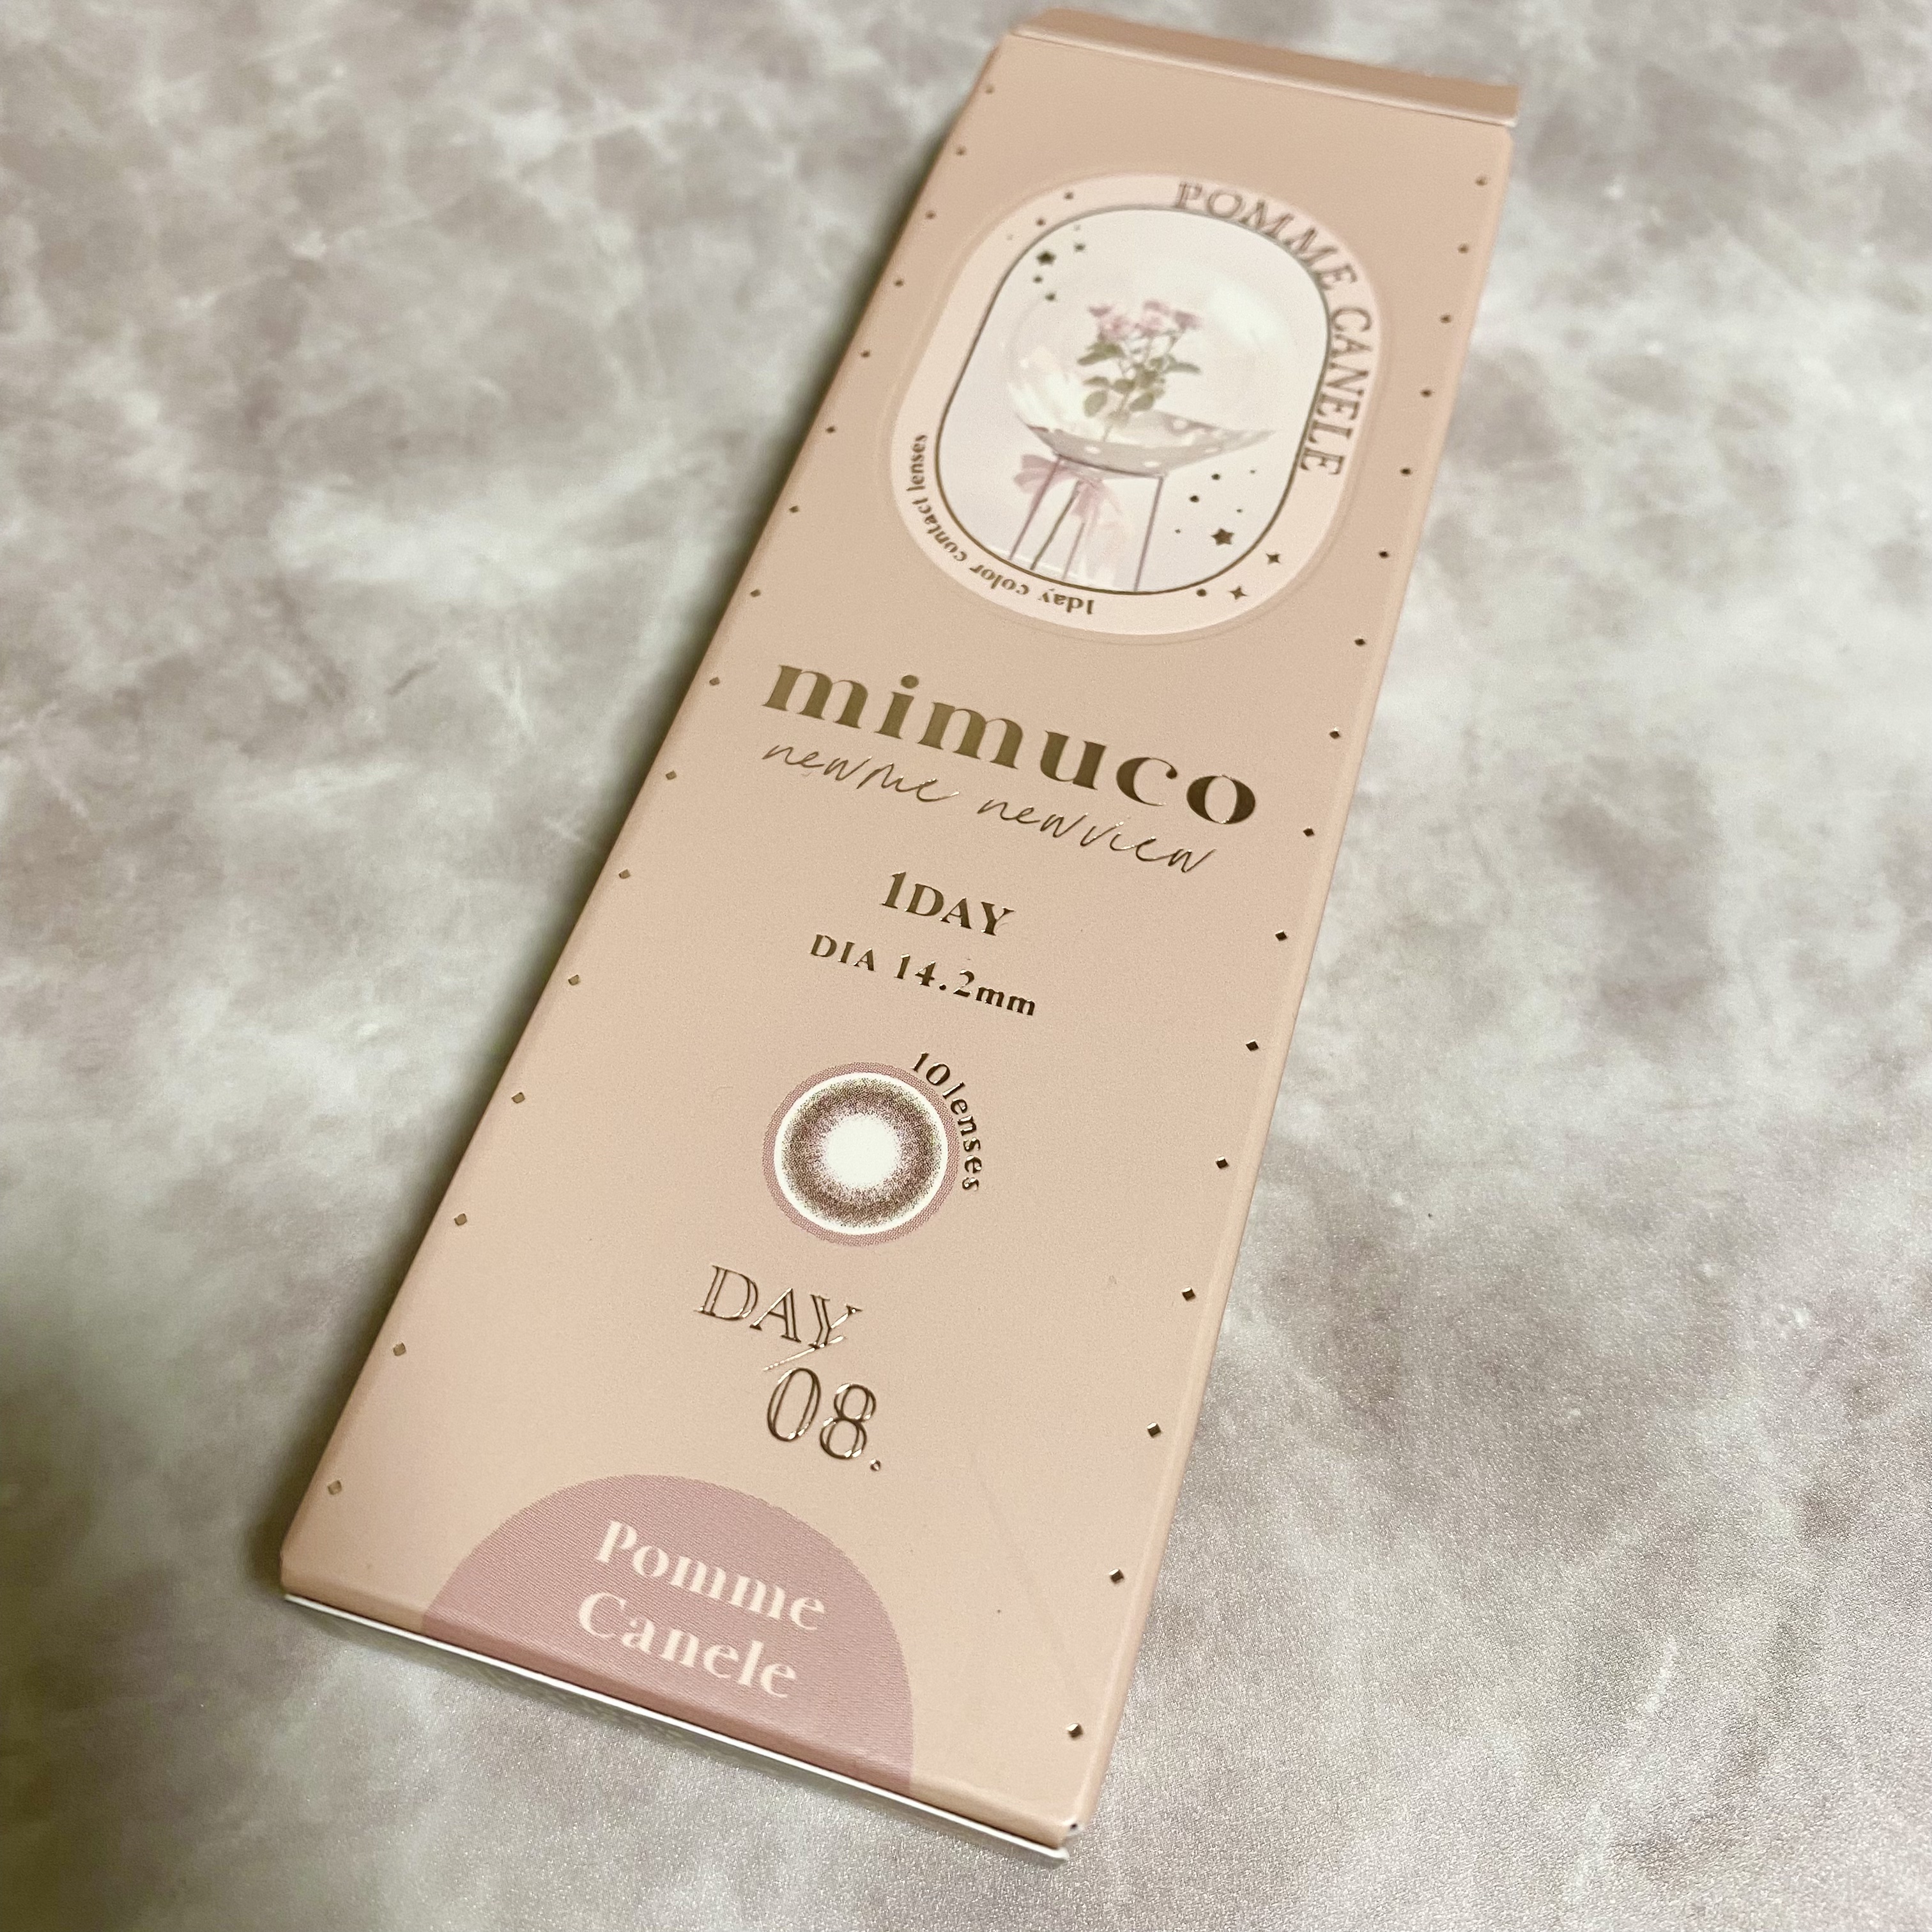 POMME CANELE
1day color contact lenses
mimuco
newme newview
1DAY
DIA 14.2mm
10lenses
DAY
08.
Pomme
Canele